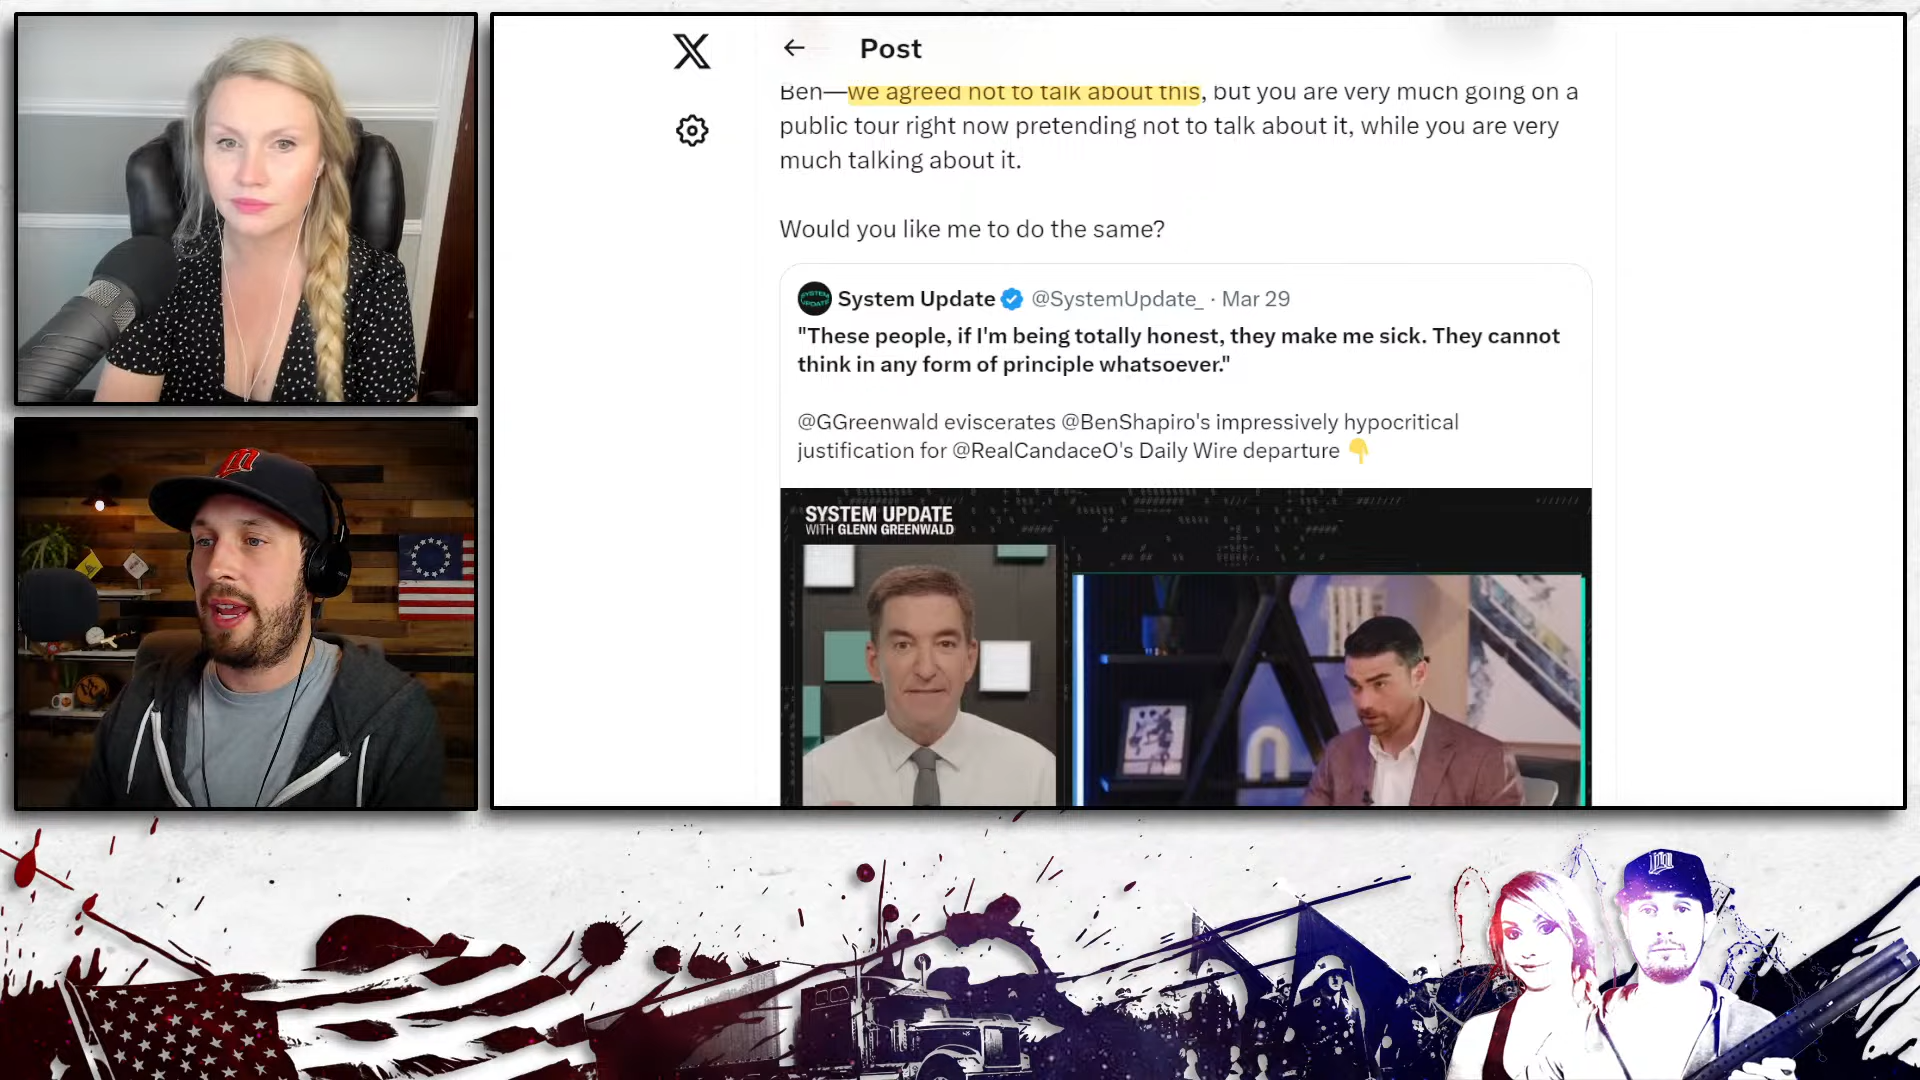 Post
Ben—we agreed not to talk about this, but you are very much going on a
public tour right now pretending not to talk about it, while you are very
much talking about it.
Would you like me to do the same?
System Update @SystemUpdate_ · Mar 29
"These people, if I'm being totally honest, they make me sick. They cannot
think in any form of principle whatsoever."
@GGreenwald eviscerates @BenShapiro's impressively hypocritical
justification for @RealCandaceO's Daily Wire departure 👇
SYSTEM UPDATE
WITH GLENN GREENWALD